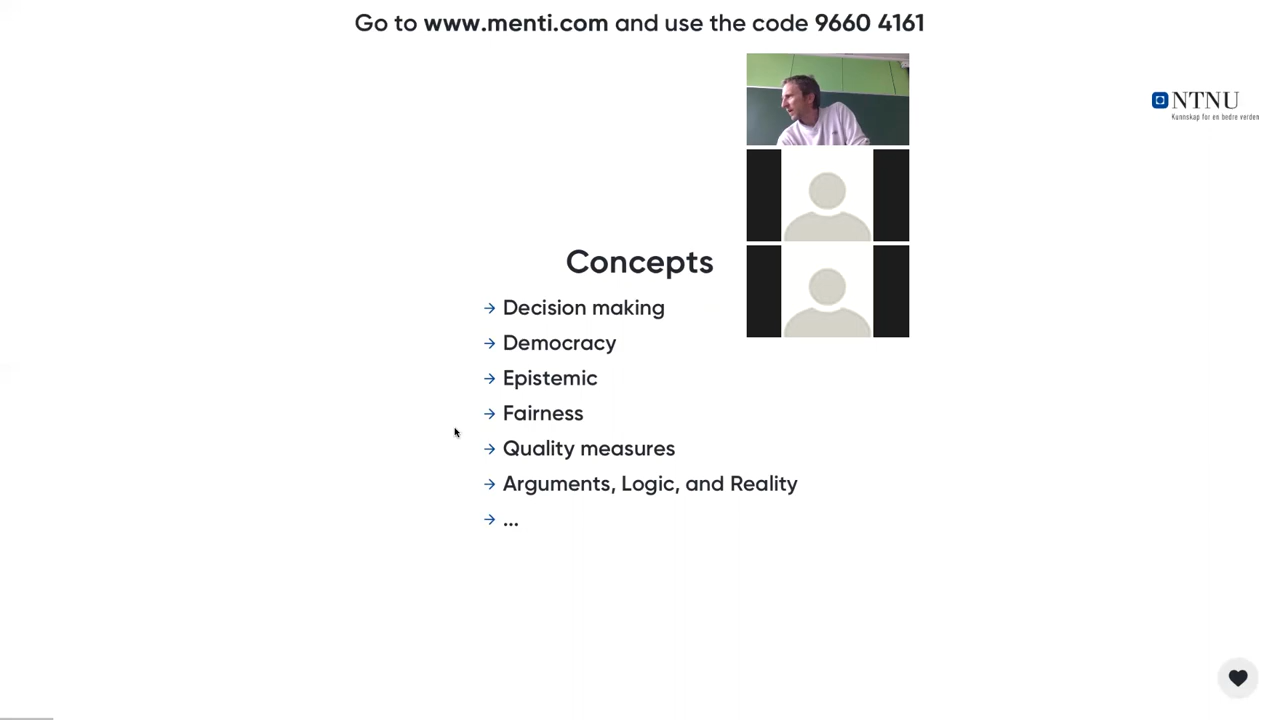 Go to www.menti.com and use the code 9660 4161
NTNU
Kunnskap for en bedre verden
Concepts
→ Decision making
→ Democracy
→ Epistemic
→ Fairness
→ Quality measures
→ Arguments, Logic, and Reality
→ ...